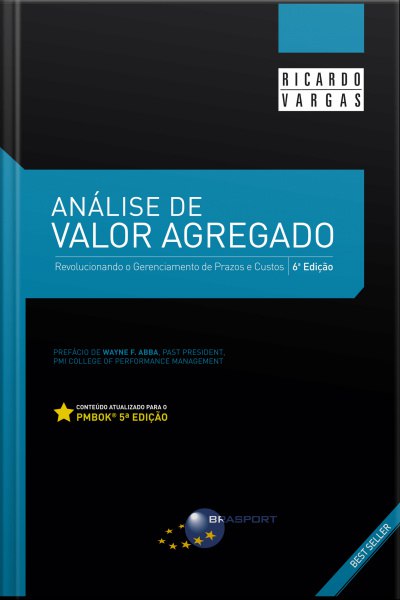 RICARDO
VARGAS
ANÁLISE DE
VALOR AGREGADO
Revolucionando o Gerenciamento de Prazos e Custos | 6ª Edição
PREFÁCIO DE WAYNE F. ABBA, PAST PRESIDENT,
PMI COLLEGE OF PERFORMANCE MANAGEMENT
CONTEÚDO ATUALIZADO PARA O
PMBOK® 5ª EDIÇÃO
BRASPORT
BEST SELLER